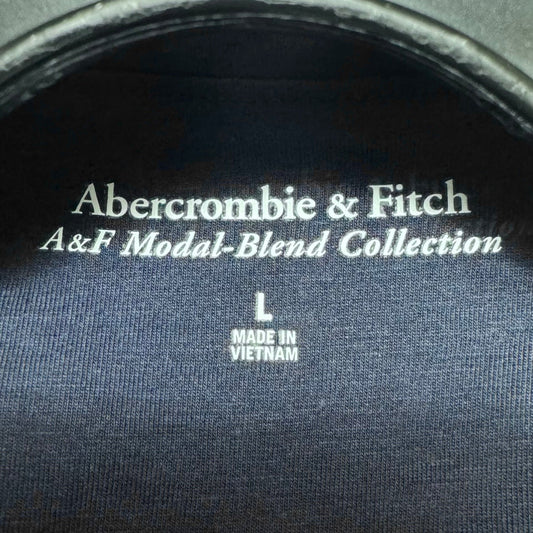 Abercrombie & Fitch
A&F Modal-Blend Collection
L
MADE IN
VIETNAM